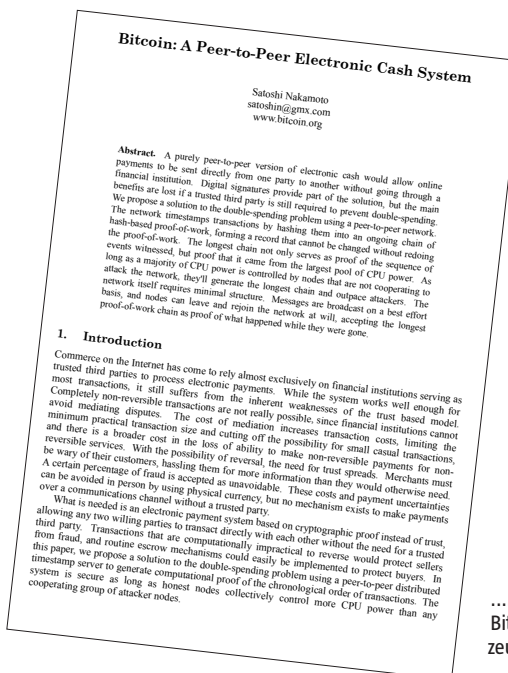 Bitcoin: A Peer-to-Peer Electronic Cash System
Satoshi Nakamoto
satoshin@gmx.com
www.bitcoin.org
Abstract. A purely peer-to-peer version of electronic cash would allow online
payments to be sent directly from one party to another without going through a
financial institution. Digital signatures provide part of the solution, but the main
benefits are lost if a trusted third party is still required to prevent double-spending.
We propose a solution to the double-spending problem using a peer-to-peer network.
The network timestamps transactions by hashing them into an ongoing chain of
hash-based proof-of-work, forming a record that cannot be changed without redoing
the proof-of-work. The longest chain not only serves as proof of the sequence of
events witnessed, but proof that it came from the largest pool of CPU power. As
long as a majority of CPU power is controlled by nodes that are not cooperating to
attack the network, they'll generate the longest chain and outpace attackers. The
network itself requires minimal structure. Messages are broadcast on a best effort
basis, and nodes can leave and rejoin the network at will, accepting the longest
proof-of-work chain as proof of what happened while they were gone.
1. Introduction
Commerce on the Internet has come to rely almost exclusively on financial institutions serving as
trusted third parties to process electronic payments. While the system works well enough for
most transactions, it still suffers from the inherent weaknesses of the trust based model.
Completely non-reversible transactions are not really possible, since financial institutions cannot
avoid mediating disputes. The cost of mediation increases transaction costs, limiting the
minimum practical transaction size and cutting off the possibility for small casual transactions,
and there is a broader cost in the loss of ability to make non-reversible payments for non-
reversible services. With the possibility of reversal, the need for trust spreads. Merchants must
be wary of their customers, hassling them for more information than they would otherwise need.
A certain percentage of fraud is accepted as unavoidable. These costs and payment uncertainties
can be avoided in person by using physical currency, but no mechanism exists to make payments
over a communications channel without a trusted party.
What is needed is an electronic payment system based on cryptographic proof instead of trust,
allowing any two willing parties to transact directly with each other without the need for a trusted
third party. Transactions that are computationally impractical to reverse would protect sellers
from fraud, and routine escrow mechanisms could easily be implemented to protect buyers. In
this paper, we propose a solution to the double-spending problem using a peer-to-peer distributed
timestamp server to generate computational proof of the chronological order of transactions. The
system is secure as long as honest nodes collectively control more CPU power than any
cooperating group of attacker nodes.
...
Bit
zeu